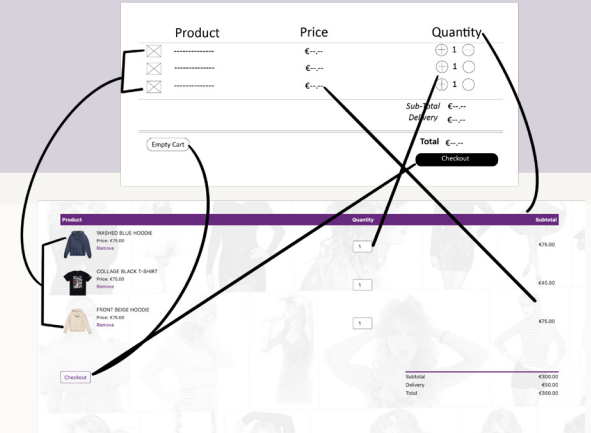 Product Price Quantity
-------------- €--.-- 1
-------------- €--.-- 1
-------------- €--.-- 1
Sub-Total €--.--
Delivery €--.--
Empty Cart Total €--.--
Checkout
Product Quantity Subtotal
WASHED BLUE HOODIE
Price: €75.00 1 €75.00
Remove
COLLAGE BLACK T-SHIRT
Price: €75.00 1 €45.00
Remove
FRONT BEIGE HOODIE
Price: €75.00 1 €75.00
Remove
Checkout Subtotal €300.00
Delivery €50.00
Total €350.00